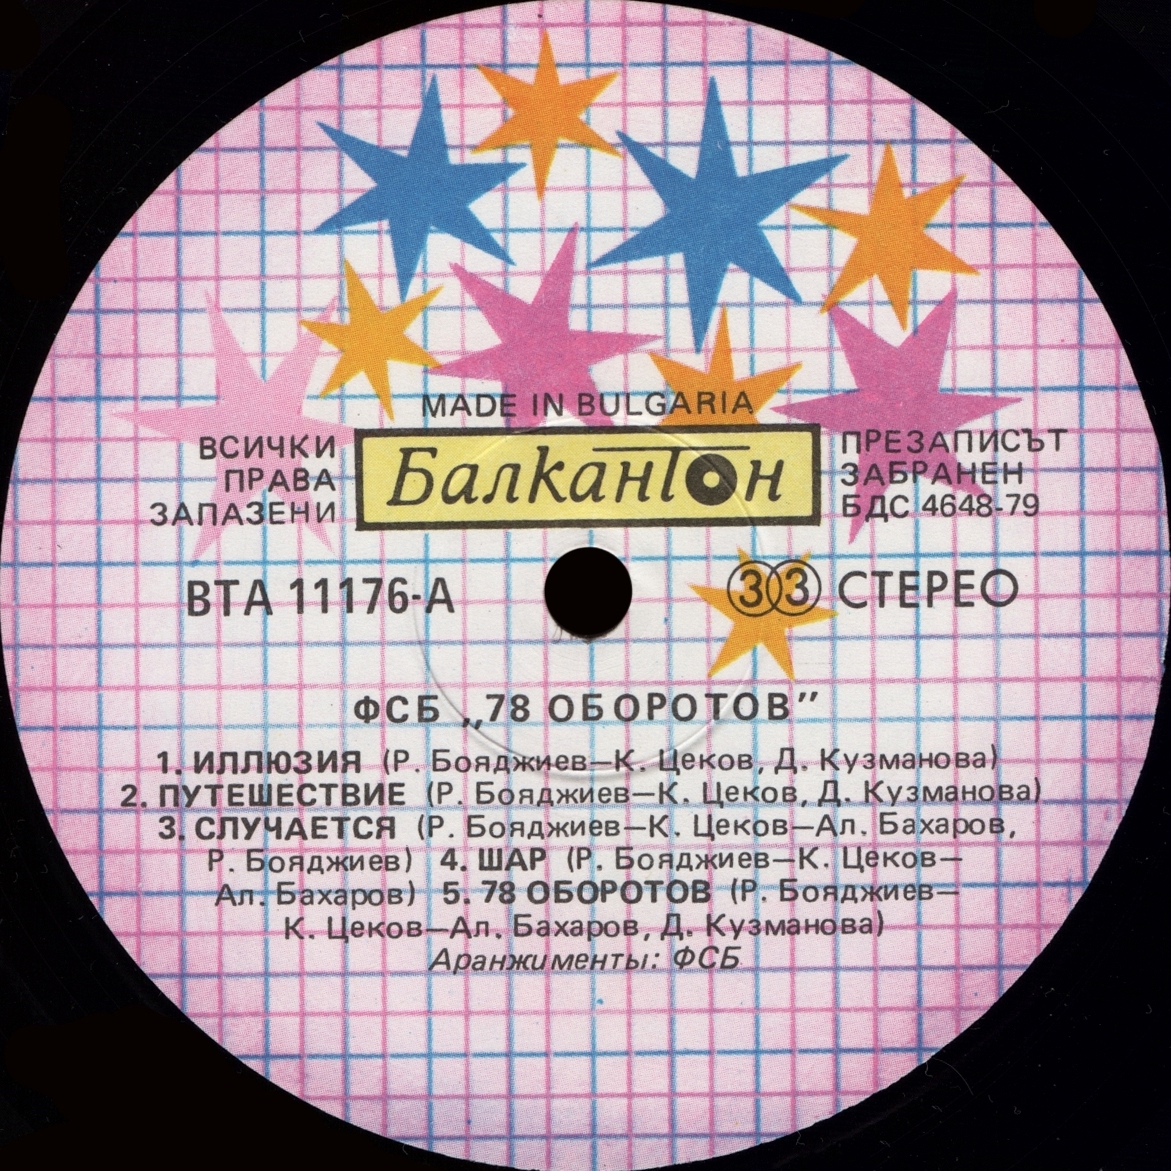 MADE IN BULGARIA
ВСИЧКИ
ПРАВА
ЗАПАЗЕНИ
Балкантон
ПРЕЗАПИСЪТ
ЗАБРАНЕН
БДС 4648-79
ВТА 11176-А
33 СТЕРЕО
ФСБ „78 ОБОРОТОВ”
1. ИЛЛЮЗИЯ (Р. Бояджиев—К. Цеков, Д. Кузманова)
2. ПУТЕШЕСТВИЕ (Р. Бояджиев—К. Цеков, Д. Кузманова)
3. СЛУЧАЕТСЯ (Р. Бояджиев—К. Цеков—Ал. Бахаров,
Р. Бояджиев) 4. ШАР (Р. Бояджиев—К. Цеков—
Ал. Бахаров) 5. 78 ОБОРОТОВ (Р. Бояджиев—
К. Цеков—Ал. Бахаров, Д. Кузманова)
Аранжименты: ФСБ